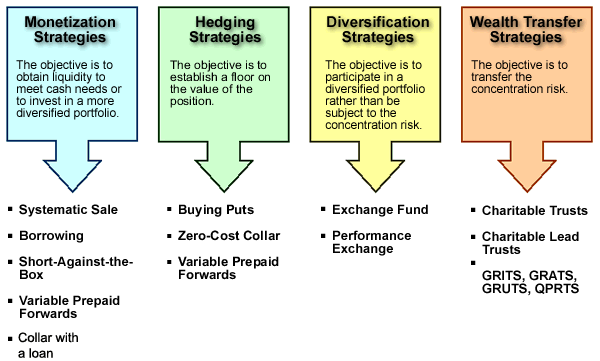 Monetization
Strategies
The objective is to
obtain liquidity to
meet cash needs or
to invest in a more
diversified portfolio.
▪ Systematic Sale
▪ Borrowing
▪ Short-Against-the-
Box
▪ Variable Prepaid
Forwards
▪ Collar with
a loan
Hedging
Strategies
The objective is to
establish a floor on
the value of the
position.
▪ Buying Puts
▪ Zero-Cost Collar
▪ Variable Prepaid
Forwards
Diversification
Strategies
The objective is to
participate in a
diversified portfolio
rather than be
subject to the
concentration risk.
▪ Exchange Fund
▪ Performance
Exchange
Wealth Transfer
Strategies
The objective is to
transfer the
concentration risk.
▪ Charitable Trusts
▪ Charitable Lead
Trusts
▪ GRITS, GRATS,
GRUTS, QPRTS